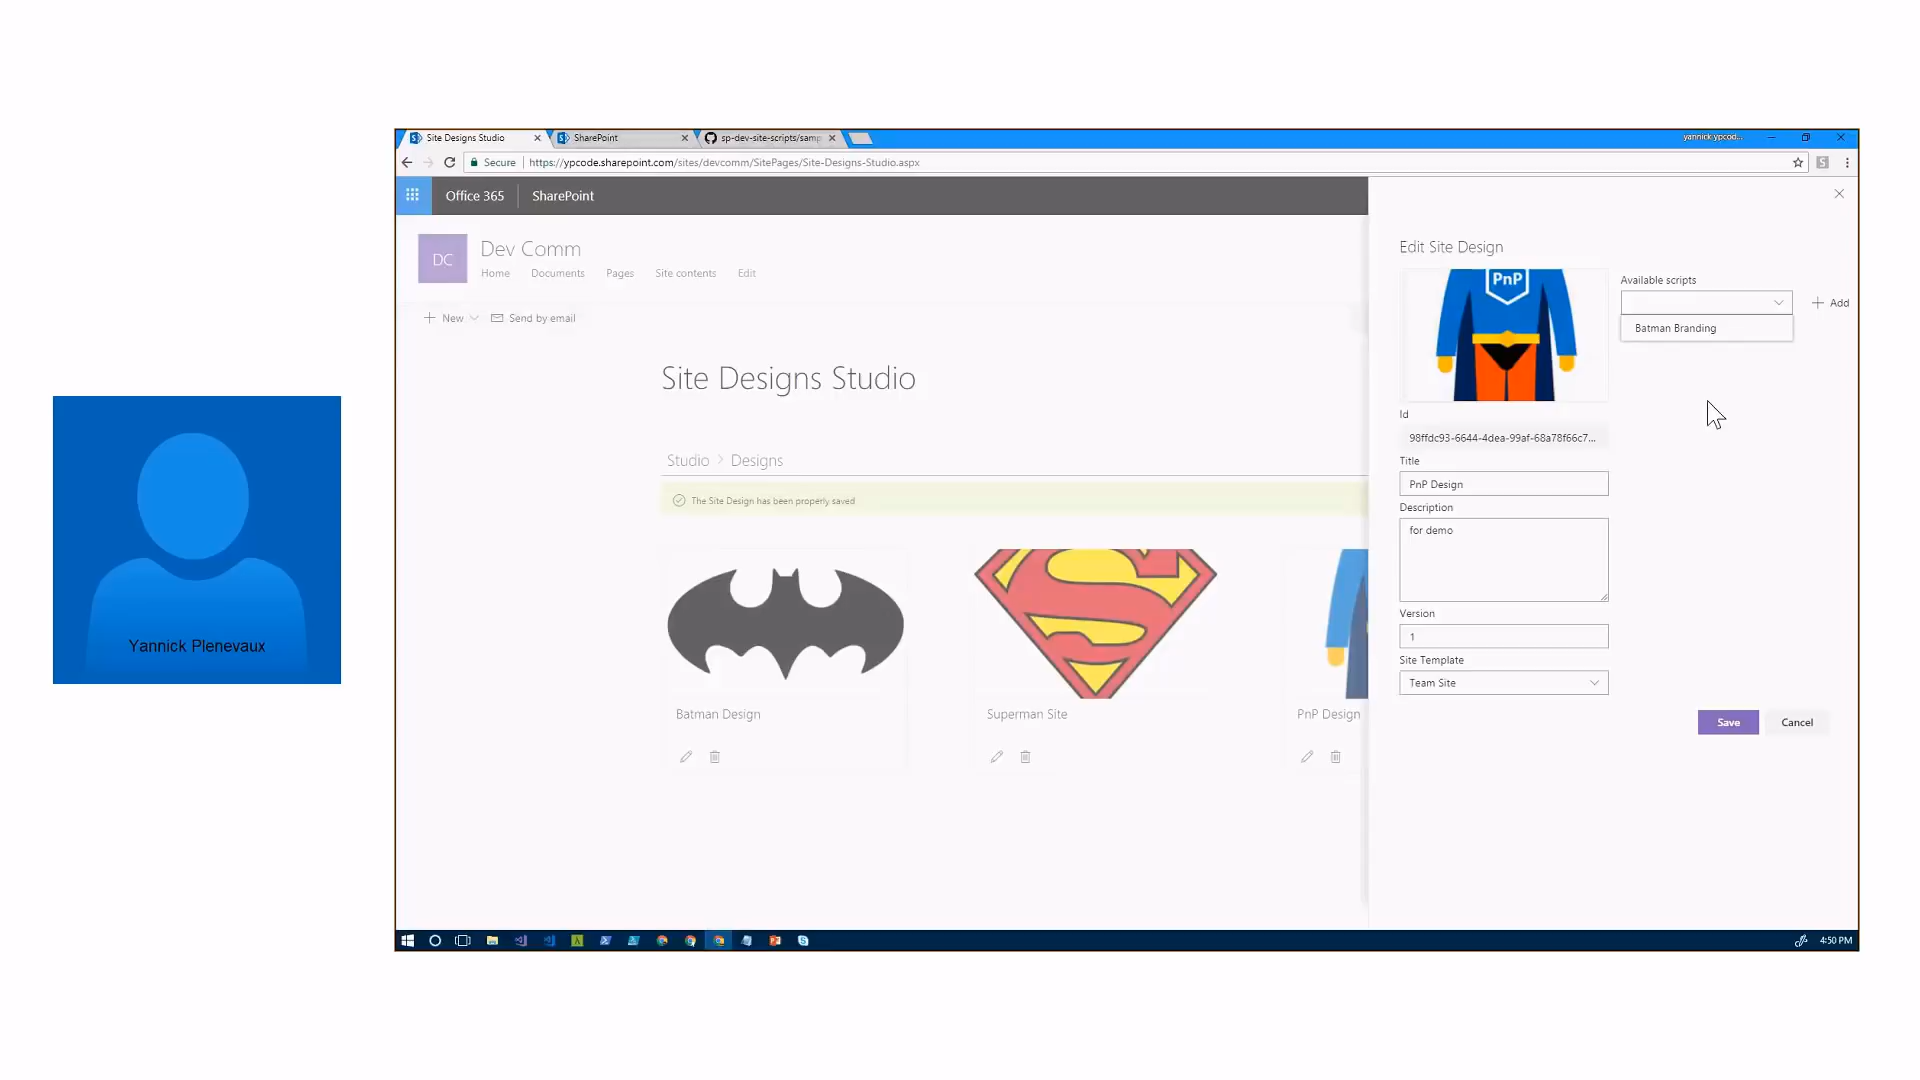 Site Designs Studio
SharePoint
sp-dev-site-scripts/samp
yannick ypcod...
Secure
https://ypcode.sharepoint.com/sites/devcomm/SitePages/Site-Designs-Studio.aspx
Office 365
SharePoint
DC
Dev Comm
Home
Documents
Pages
Site contents
Edit
New
Send by email
Site Designs Studio
Studio > Designs
The Site Design has been properly saved
Batman Design
Superman Site
PnP Design
Edit Site Design
PnP
Available scripts
Add
Batman Branding
Id
98ffdc93-6644-4dea-99af-68a78f66c7...
Title
PnP Design
Description
for demo
Version
1
Site Template
Team Site
Save
Cancel
Yannick Plenevaux
4:50 PM